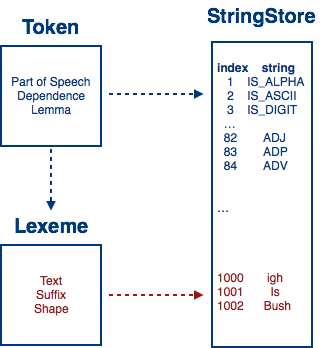 Token
Part of Speech
Dependence
Lemma
Lexeme
Text
Suffix
Shape
StringStore
index string
1 IS_ALPHA
2 IS_ASCII
3 IS_DIGIT
...
82 ADJ
83 ADP
84 ADV
...
1000 igh
1001 Is
1002 Bush